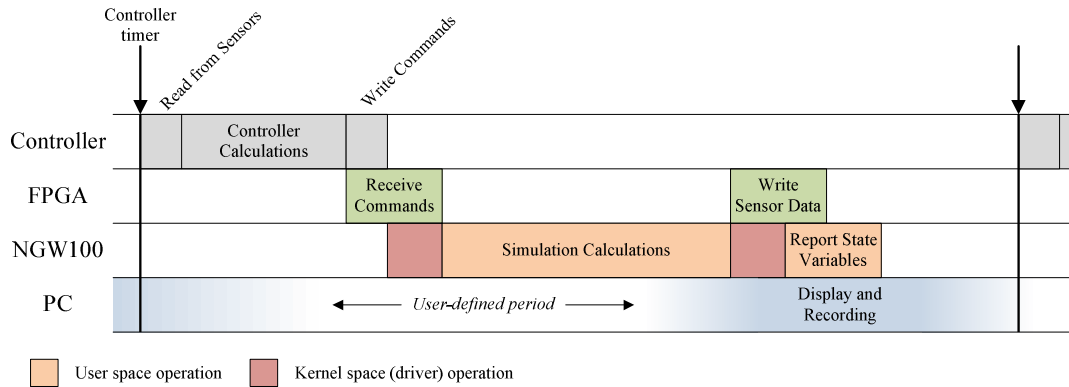 Controller
timer
Read from Sensors
Write Commands
Controller
Controller
Calculations
FPGA
Receive
Commands
Write
Sensor Data
NGW100
Simulation Calculations
Report State
Variables
PC
User-defined period
Display and
Recording
User space operation
Kernel space (driver) operation